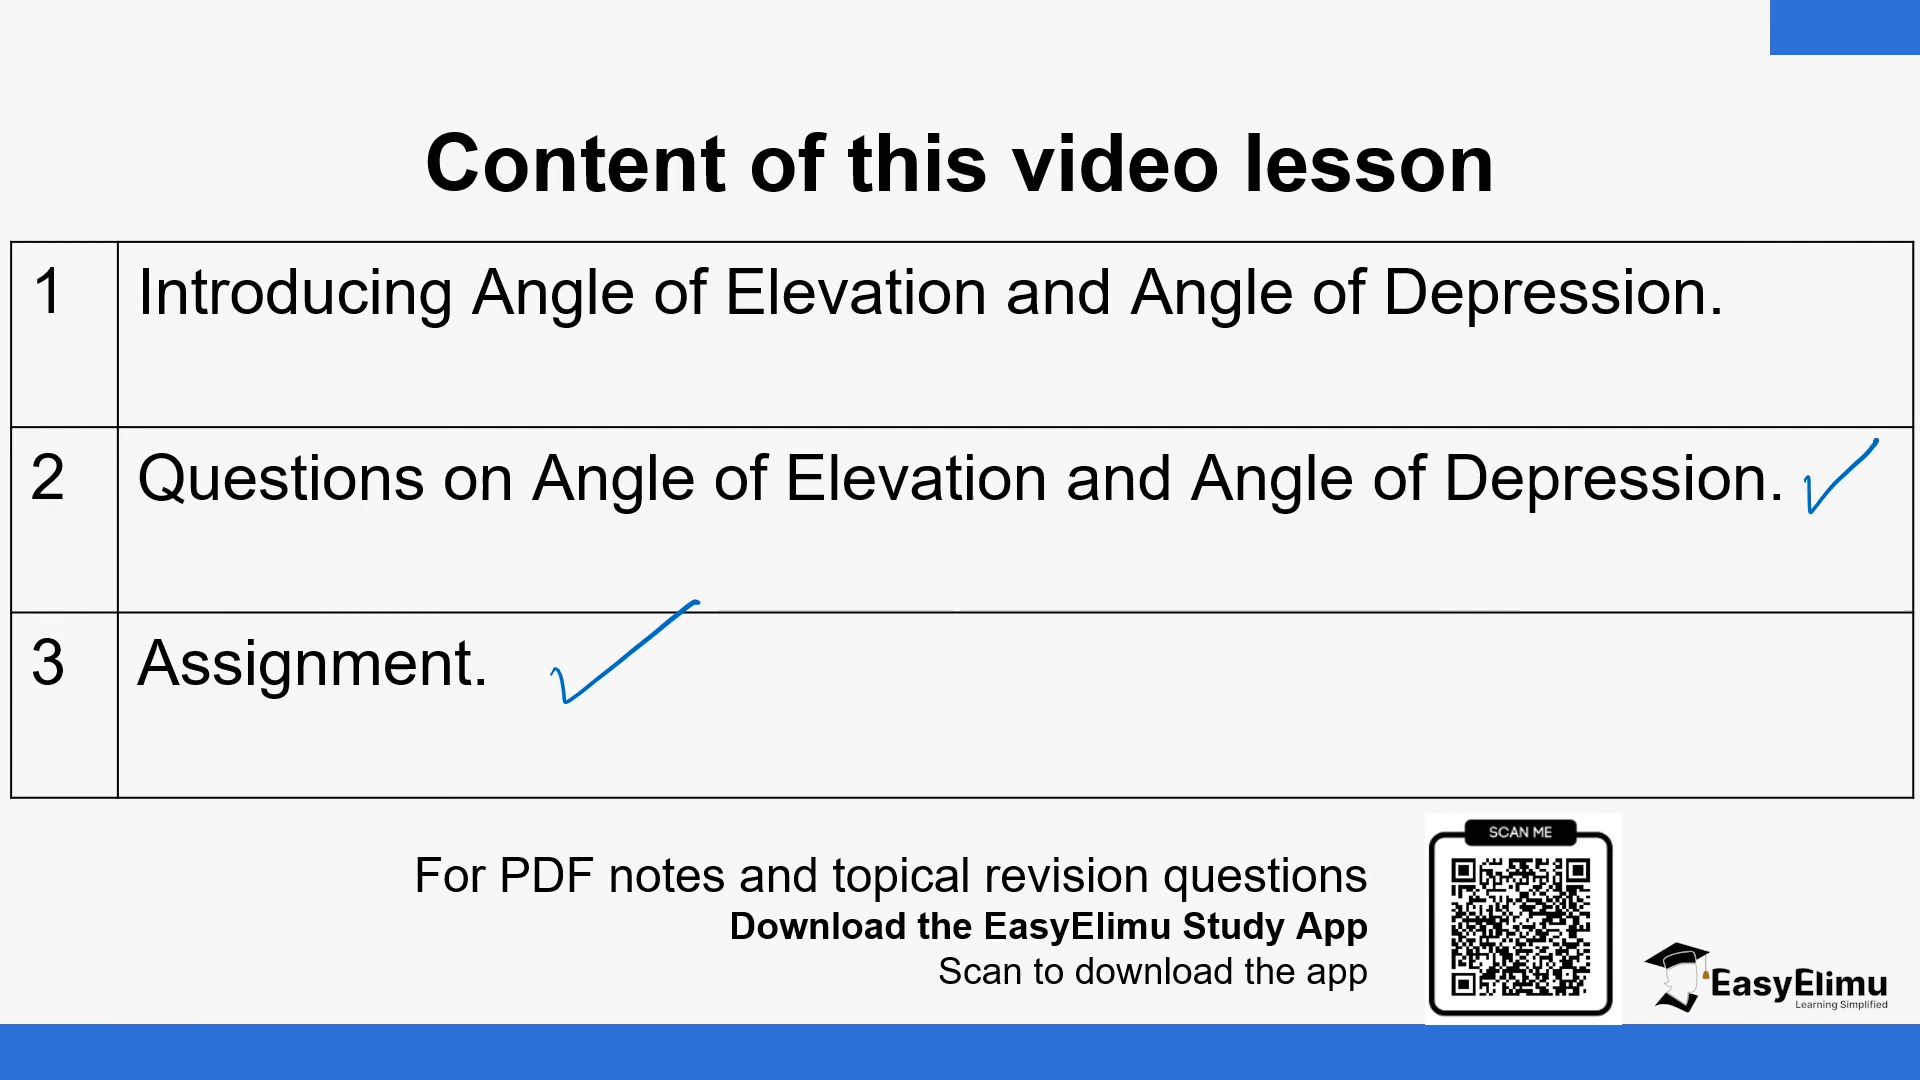 Content of this video lesson
1 Introducing Angle of Elevation and Angle of Depression.
2 Questions on Angle of Elevation and Angle of Depression.
3 Assignment.
For PDF notes and topical revision questions
Download the EasyElimu Study App
Scan to download the app
SCAN ME
EasyElimu
Learning Simplified